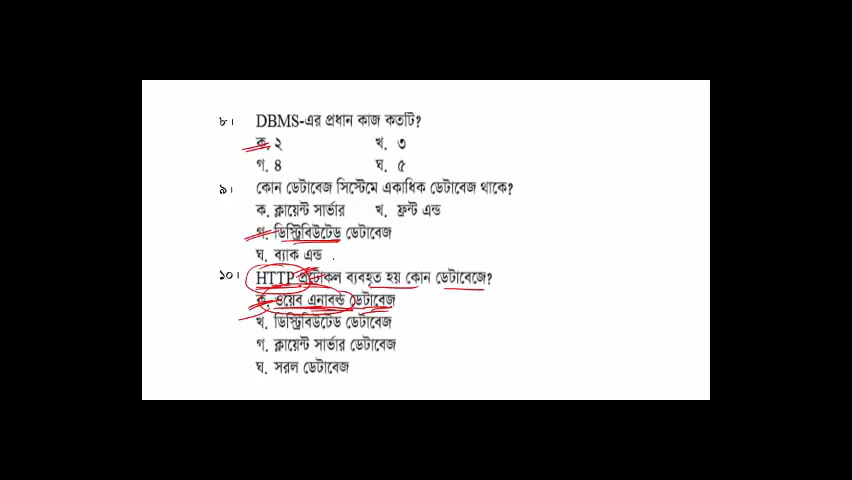 ৮। DBMS-এর প্রধান কাজ কতটি?
ক. ২ খ. ৩
গ. ৪ ঘ. ৫
৯। কোন ডেটাবেজ সিস্টেমে একাধিক ডেটাবেজ থাকে?
ক. ক্লায়েন্ট সার্ভার খ. ফ্রন্ট এন্ড
গ. ডিস্ট্রিবিউটেড ডেটাবেজ
ঘ. ব্যাক এন্ড
১০। HTTP প্রটোকল ব্যবহৃত হয় কোন ডেটাবেজে?
ক. ওয়েব এনাবল্ড ডেটাবেজ
খ. ডিস্ট্রিবিউটেড ডেটাবেজ
গ. ক্লায়েন্ট সার্ভার ডেটাবেজ
ঘ. সরল ডেটাবেজ